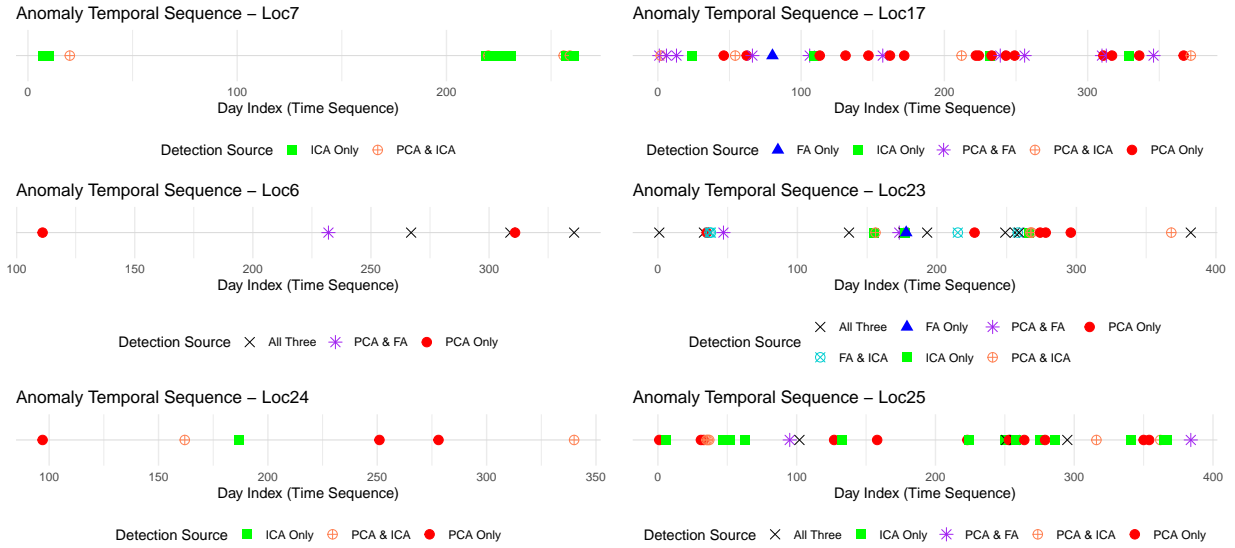 Anomaly Temporal Sequence – Loc7
0 100 200
Day Index (Time Sequence)
Detection Source ICA Only PCA & ICA
Anomaly Temporal Sequence – Loc17
0 100 200 300
Day Index (Time Sequence)
Detection Source FA Only ICA Only PCA & FA PCA & ICA PCA Only
Anomaly Temporal Sequence – Loc6
100 150 200 250 300
Day Index (Time Sequence)
Detection Source All Three PCA & FA PCA Only
Anomaly Temporal Sequence – Loc23
0 100 200 300 400
Day Index (Time Sequence)
Detection Source
All Three FA Only PCA & FA PCA Only
FA & ICA ICA Only PCA & ICA
Anomaly Temporal Sequence – Loc24
100 150 200 250 300 350
Day Index (Time Sequence)
Detection Source ICA Only PCA & ICA PCA Only
Anomaly Temporal Sequence – Loc25
0 100 200 300 400
Day Index (Time Sequence)
Detection Source All Three ICA Only PCA & FA PCA & ICA PCA Only